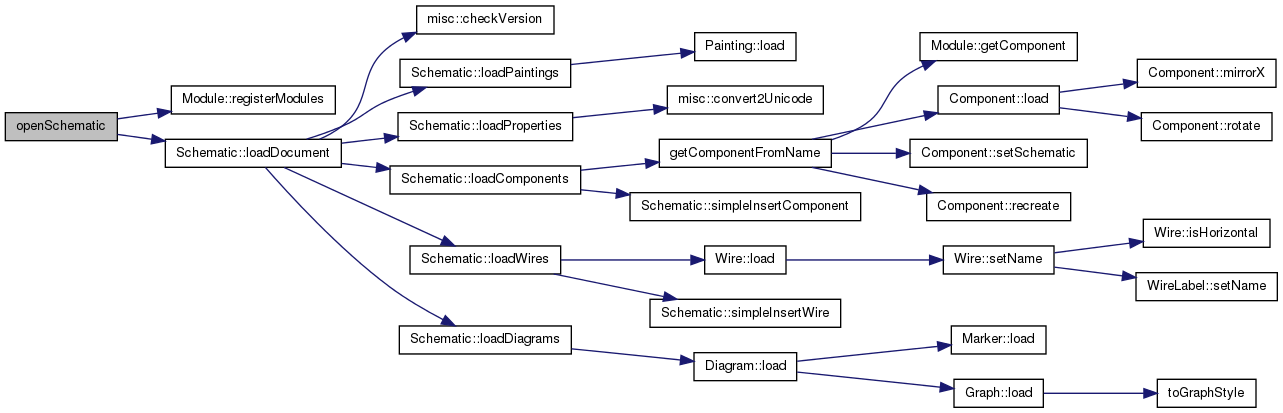 openSchematic
Module::registerModules
Schematic::loadDocument
misc::checkVersion
Schematic::loadPaintings
Schematic::loadProperties
Schematic::loadComponents
Schematic::loadWires
Schematic::loadDiagrams
Painting::load
misc::convert2Unicode
getComponentFromName
Schematic::simpleInsertComponent
Wire::load
Schematic::simpleInsertWire
Diagram::load
Module::getComponent
Component::load
Component::setSchematic
Component::recreate
Wire::setName
Marker::load
Graph::load
Component::mirrorX
Component::rotate
Wire::isHorizontal
WireLabel::setName
toGraphStyle